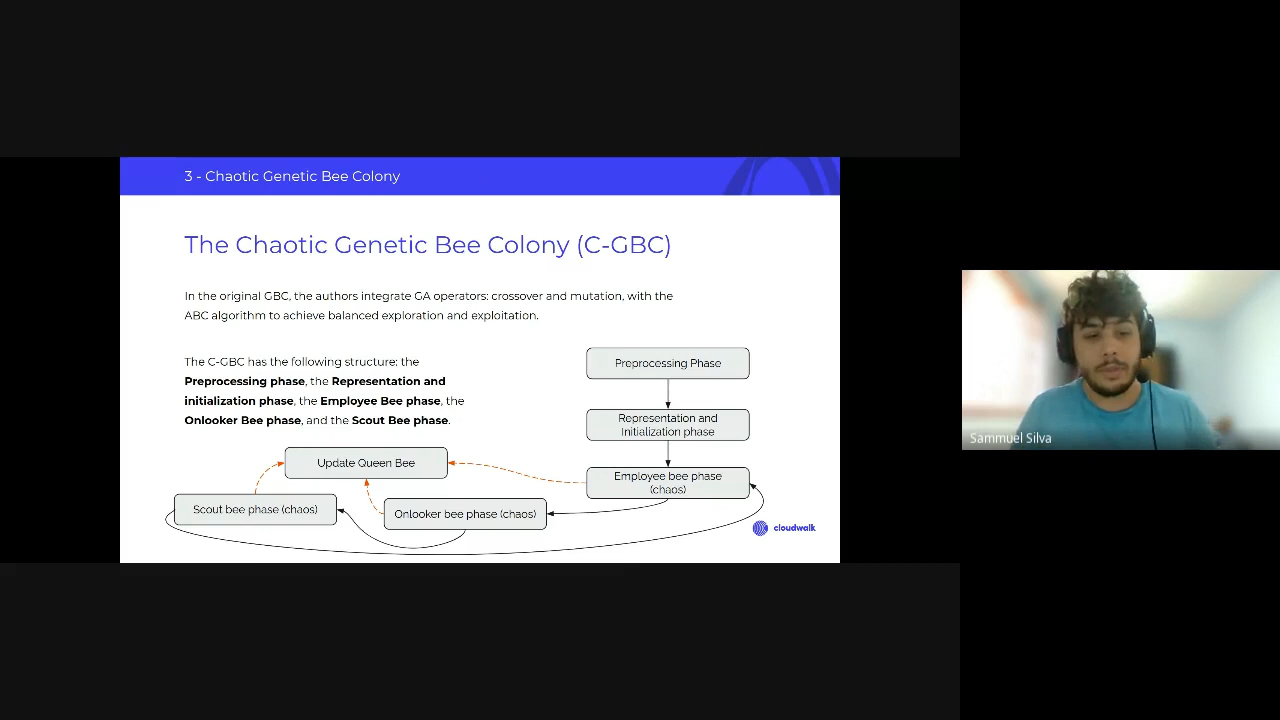 3 - Chaotic Genetic Bee Colony
The Chaotic Genetic Bee Colony (C-GBC)
In the original GBC, the authors integrate GA operators: crossover and mutation, with the
ABC algorithm to achieve balanced exploration and exploitation.
The C-GBC has the following structure: the
Preprocessing phase, the Representation and
initialization phase, the Employee Bee phase, the
Onlooker Bee phase, and the Scout Bee phase.
Preprocessing Phase
Representation and
Initialization phase
Employee bee phase
(chaos)
Update Queen Bee
Scout bee phase (chaos)
Onlooker bee phase (chaos)
cloudwalk
Sammuel Silva